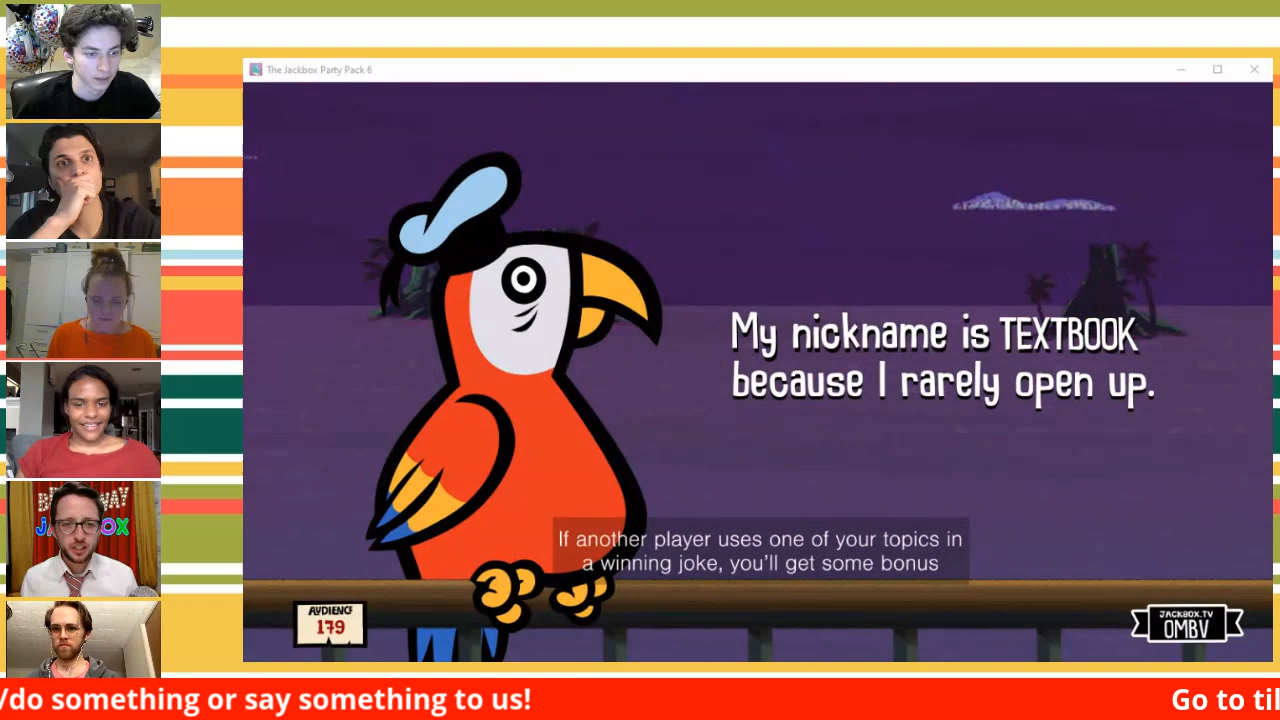 The Jackbox Party Pack 6
My nickname is TEXTBOOK
because I rarely open up.
If another player uses one of your topics in
a winning joke, you'll get some bonus
AUDIENCE
179
JACKBOX.TV
OMBV
/do something or say something to us!
Go to til